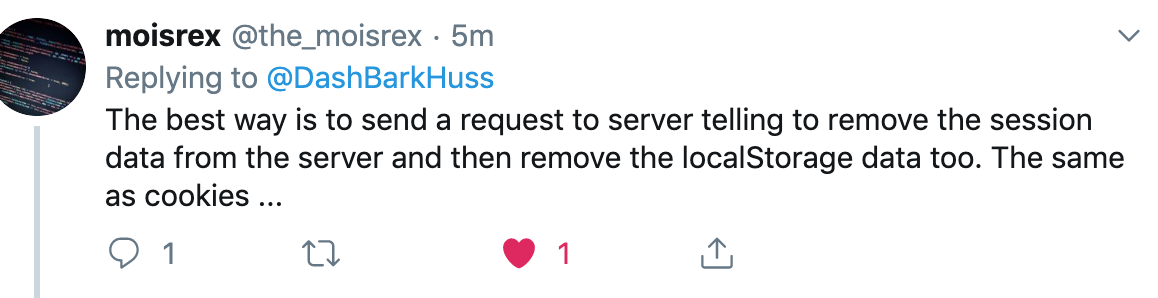 moisrex @the_moisrex · 5m
Replying to @DashBarkHuss
The best way is to send a request to server telling to remove the session
data from the server and then remove the localStorage data too. The same
as cookies ...
1 1